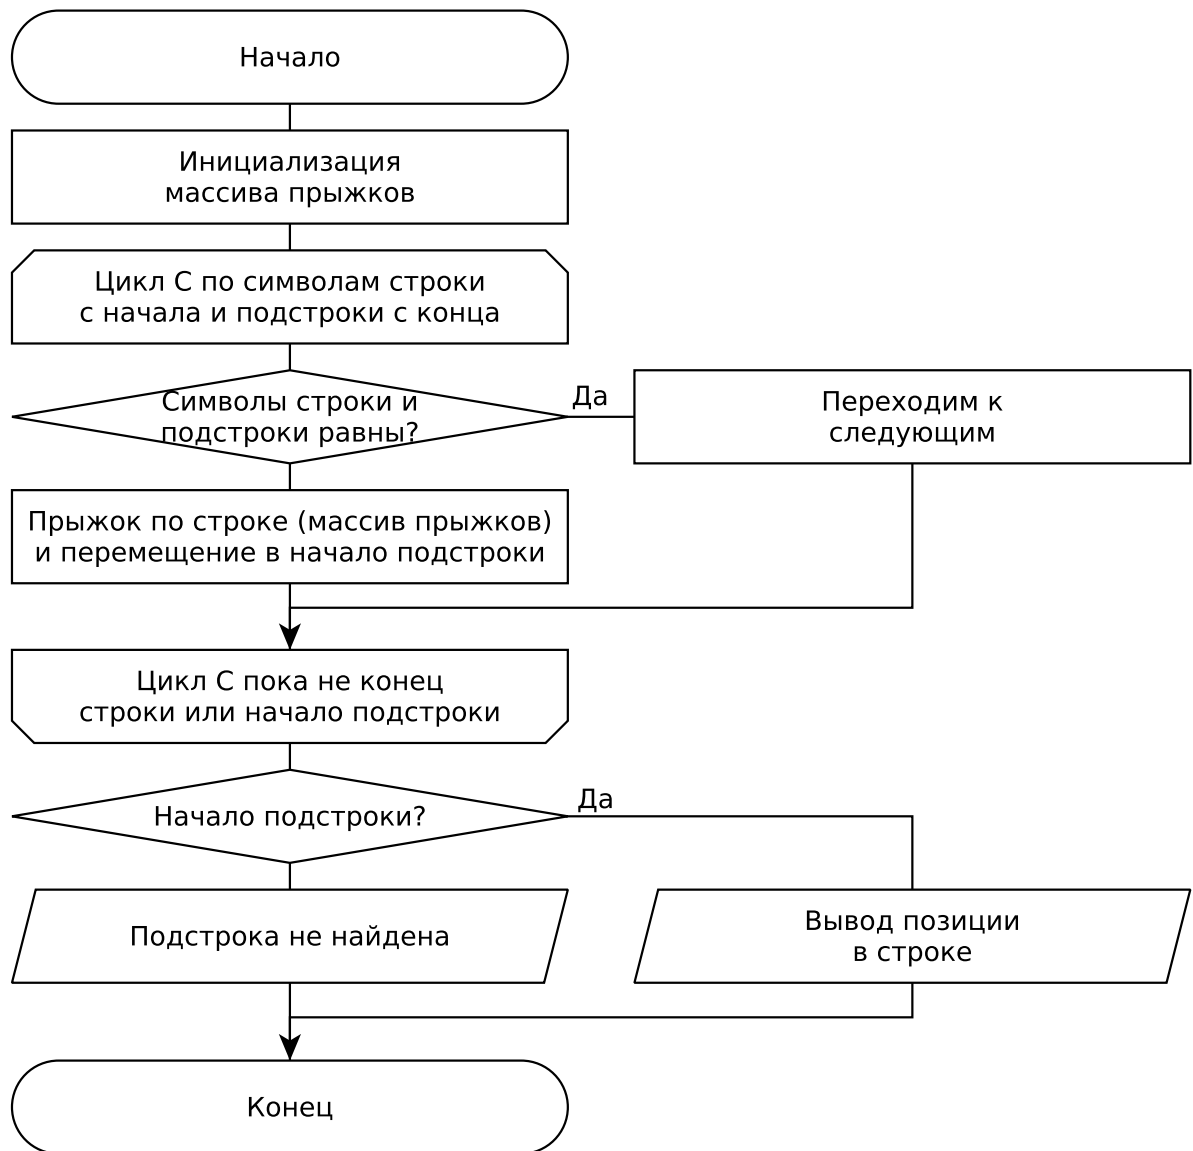 Начало
Инициализация
массива прыжков
Цикл С по символам строки
с начала и подстроки с конца
Символы строки и
подстроки равны?
Да
Переходим к
следующим
Прыжок по строке (массив прыжков)
и перемещение в начало подстроки
Цикл С пока не конец
строки или начало подстроки
Начало подстроки?
Да
Подстрока не найдена
Вывод позиции
в строке
Конец